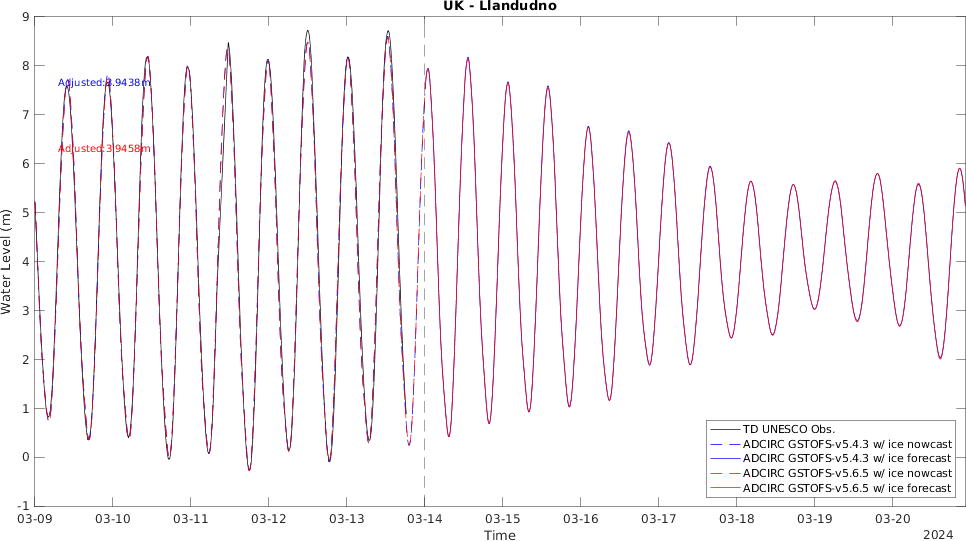 UK - Llandudno
9
8
Adjusted:3.9438m
7
Adjusted:3.9458m
6
5
Water Level (m)
4
3
2
1
0
-1
TD UNESCO Obs.
ADCIRC GSTOFS-v5.4.3 w/ ice nowcast
ADCIRC GSTOFS-v5.4.3 w/ ice forecast
ADCIRC GSTOFS-v5.6.5 w/ ice nowcast
ADCIRC GSTOFS-v5.6.5 w/ ice forecast
03-09 03-10 03-11 03-12 03-13 03-14 03-15 03-16 03-17 03-18 03-19 03-20
Time
2024